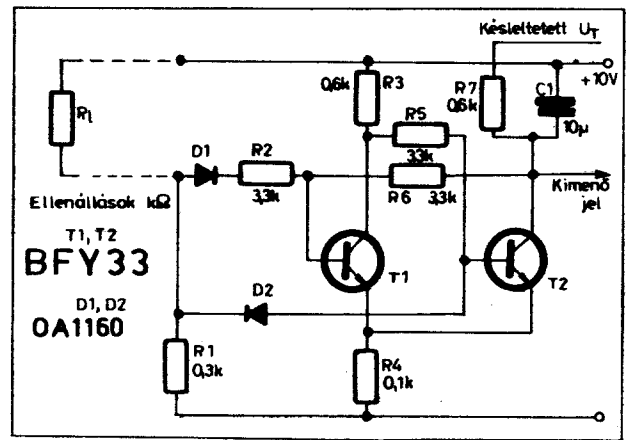 Késleltetett U_T
+10V
R3
0,6k
R7
0,6k
C1
10µ
R_l
R5
33k
D1
R2
3,3k
R6 3,3k
Kimenő
jel
Ellenállások kΩ
T1, T2
BFY33
T1
T2
D1, D2
OA1160
D2
R1
0,3k
R4
0,1k